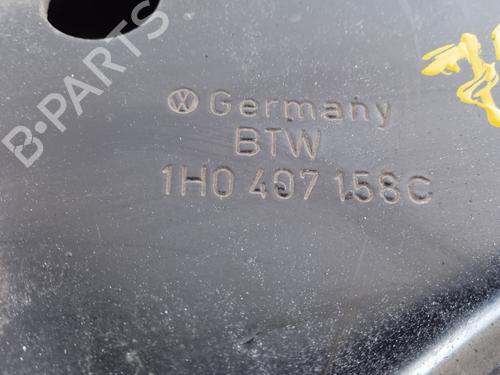 B-PARTS
Germany
BTW
1H0 407 158C